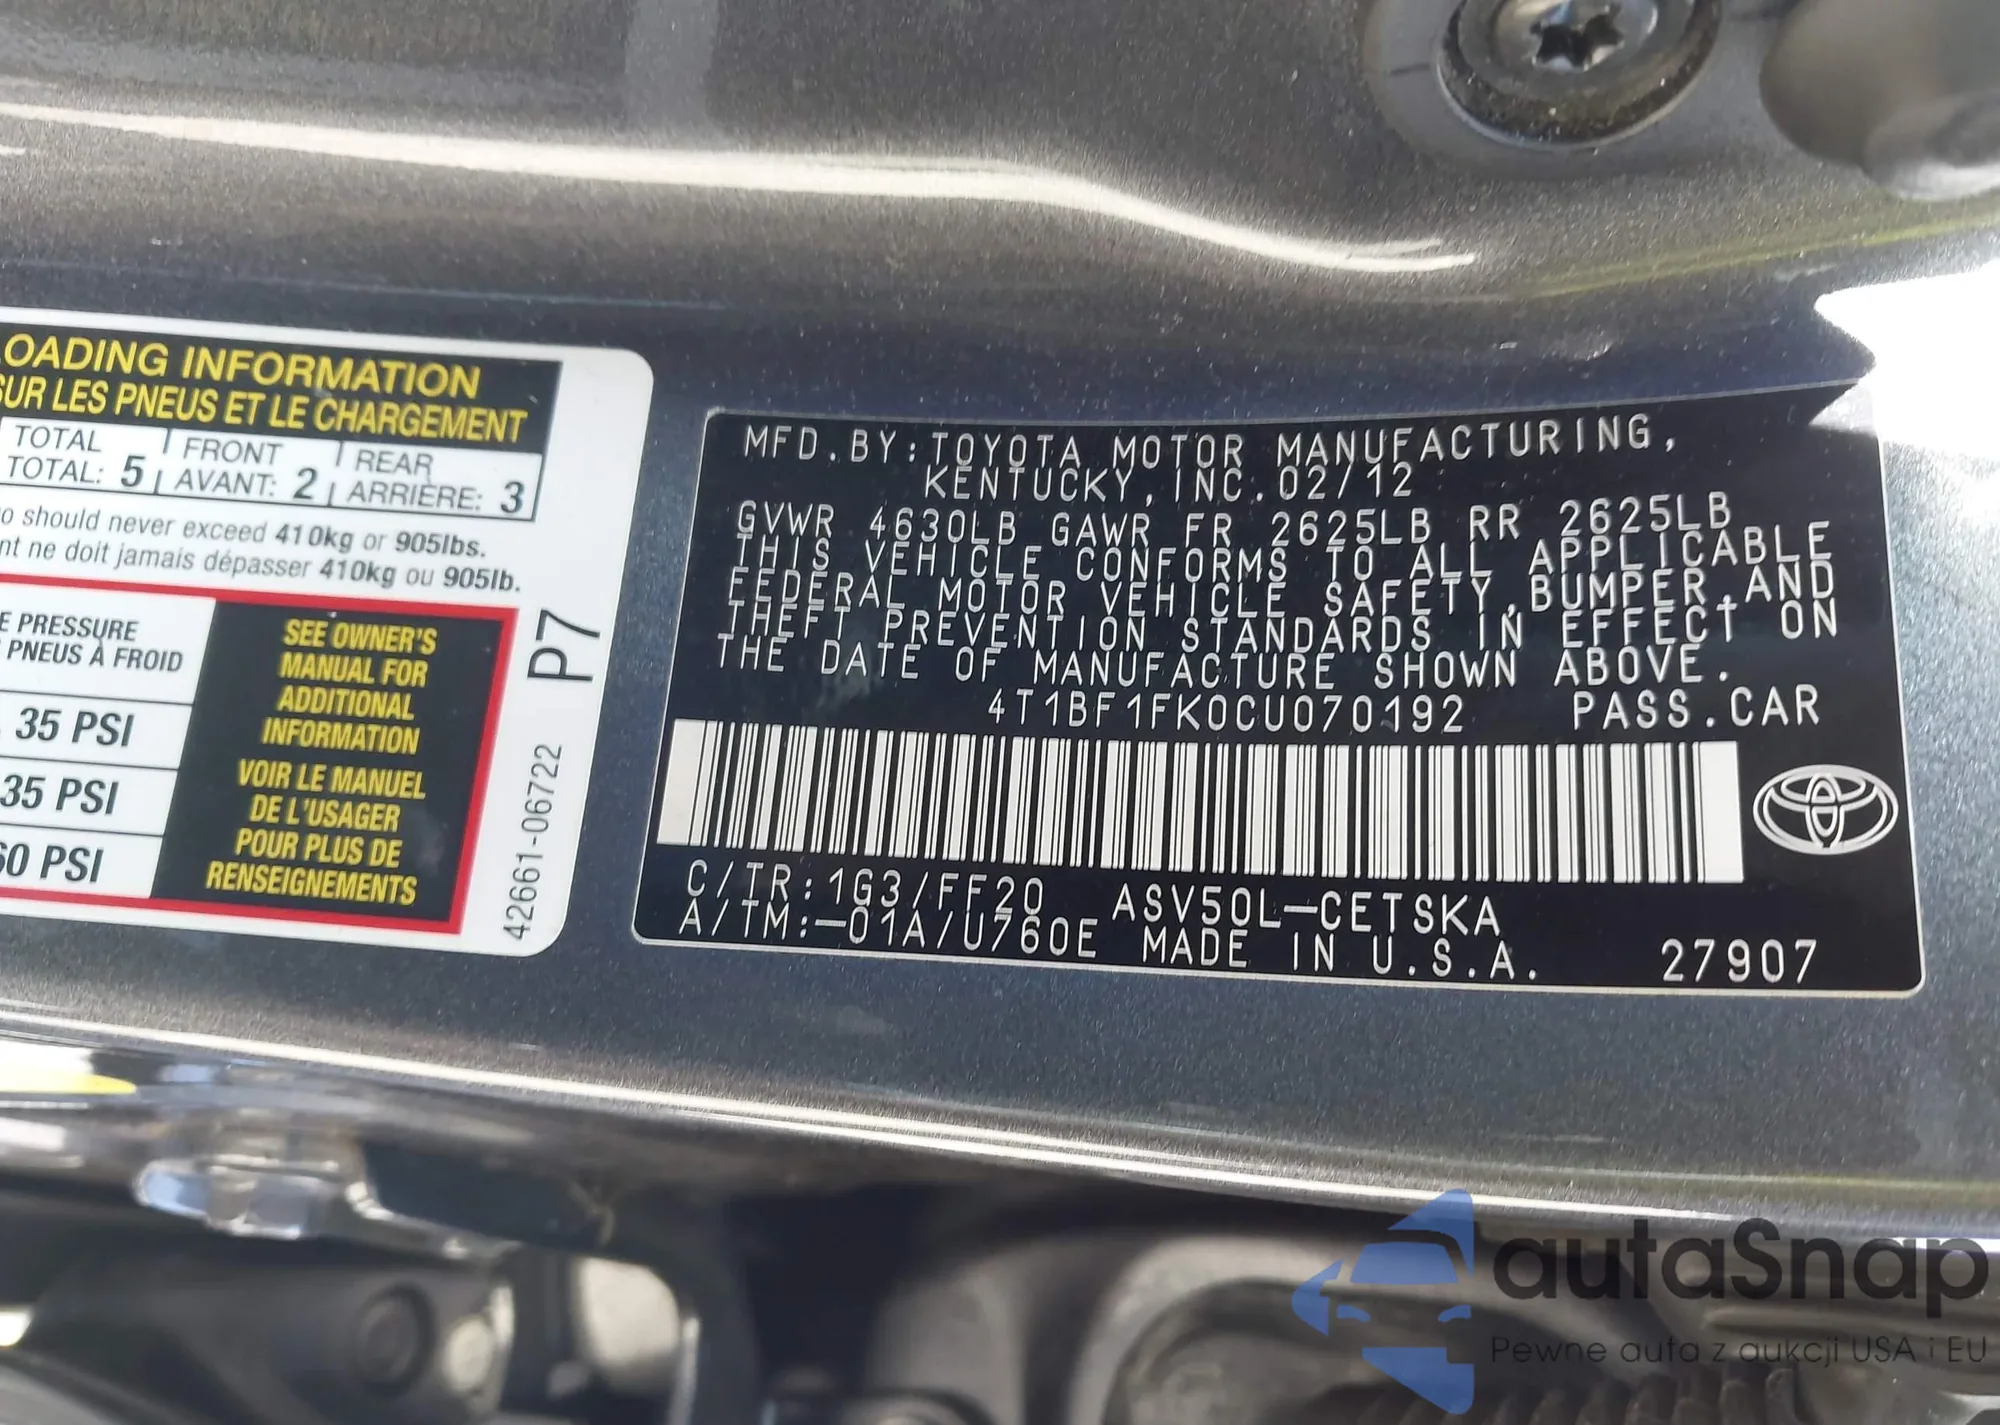 LOADING INFORMATION
SUR LES PNEUS ET LE CHARGEMENT
TOTAL FRONT REAR
TOTAL: 5 AVANT: 2 ARRIÈRE: 3
should never exceed 410kg or 905lbs.
ne doit jamais dépasser 410kg ou 905lb.
PRESSURE
PNEUS À FROID
35 PSI
35 PSI
60 PSI
SEE OWNER'S
MANUAL FOR
ADDITIONAL
INFORMATION
VOIR LE MANUEL
DE L'USAGER
POUR PLUS DE
RENSEIGNEMENTS
42661-06722 P7
MFD.BY:TOYOTA MOTOR MANUFACTURING,
KENTUCKY,INC.02/12
GVWR 4630LB GAWR FR 2625LB RR 2625LB
THIS VEHICLE CONFORMS TO ALL APPLICABLE
FEDERAL MOTOR VEHICLE SAFETY,BUMPER,AND
THEFT PREVENTION STANDARDS IN EFFECT ON
THE DATE OF MANUFACTURE SHOWN ABOVE.
4T1BF1FK0CU070192 PASS.CAR
C/TR:1G3/FF20 ASV50L-CETSKA
A/TM:-01A/U760E MADE IN U.S.A. 27907
autaSnap
Pewne auta z aukcji USA i EU